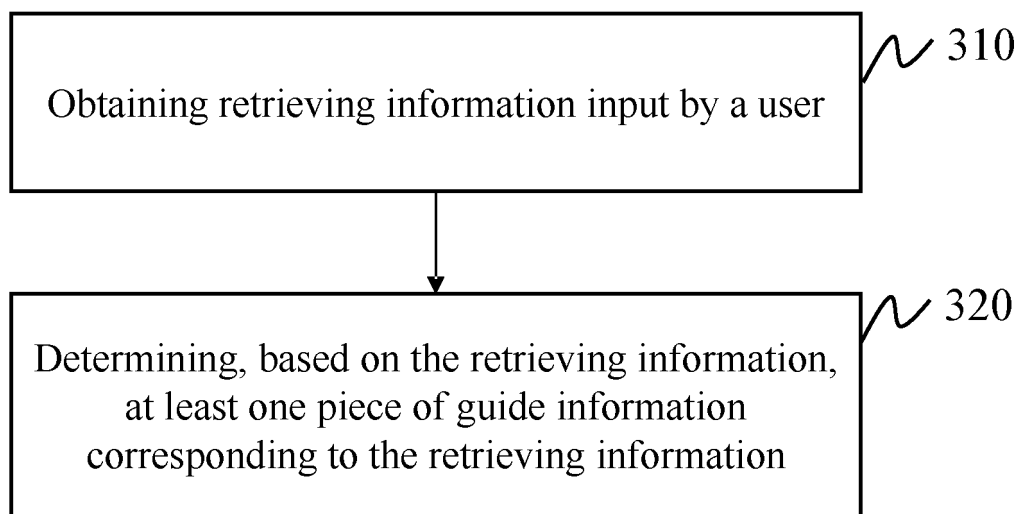 310
Obtaining retrieving information input by a user
320
Determining, based on the retrieving information,
at least one piece of guide information
corresponding to the retrieving information